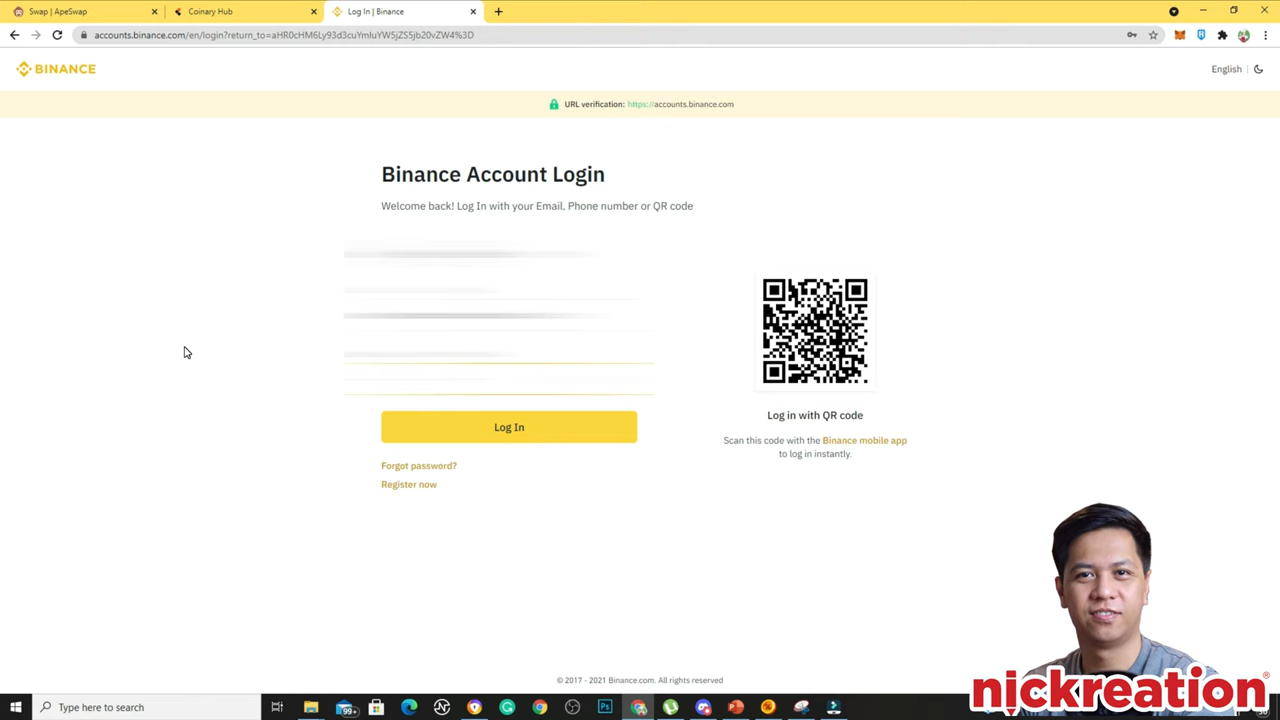 Swap | ApeSwap
Coinary Hub
Log In | Binance
accounts.binance.com/en/login?return_to=aHR0cHM6Ly93d3cuYmluYW5jZS5jb20vZW4%3D
BINANCE
English
URL verification: https://accounts.binance.com
Binance Account Login
Welcome back! Log In with your Email. Phone number or QR code
Log In
Forgot password?
Register now
Log in with QR code
Scan this code with the Binance mobile app
to log in instantly.
© 2017 - 2021 Binance.com. All rights reserved
nickreation®
Type here to search
99+